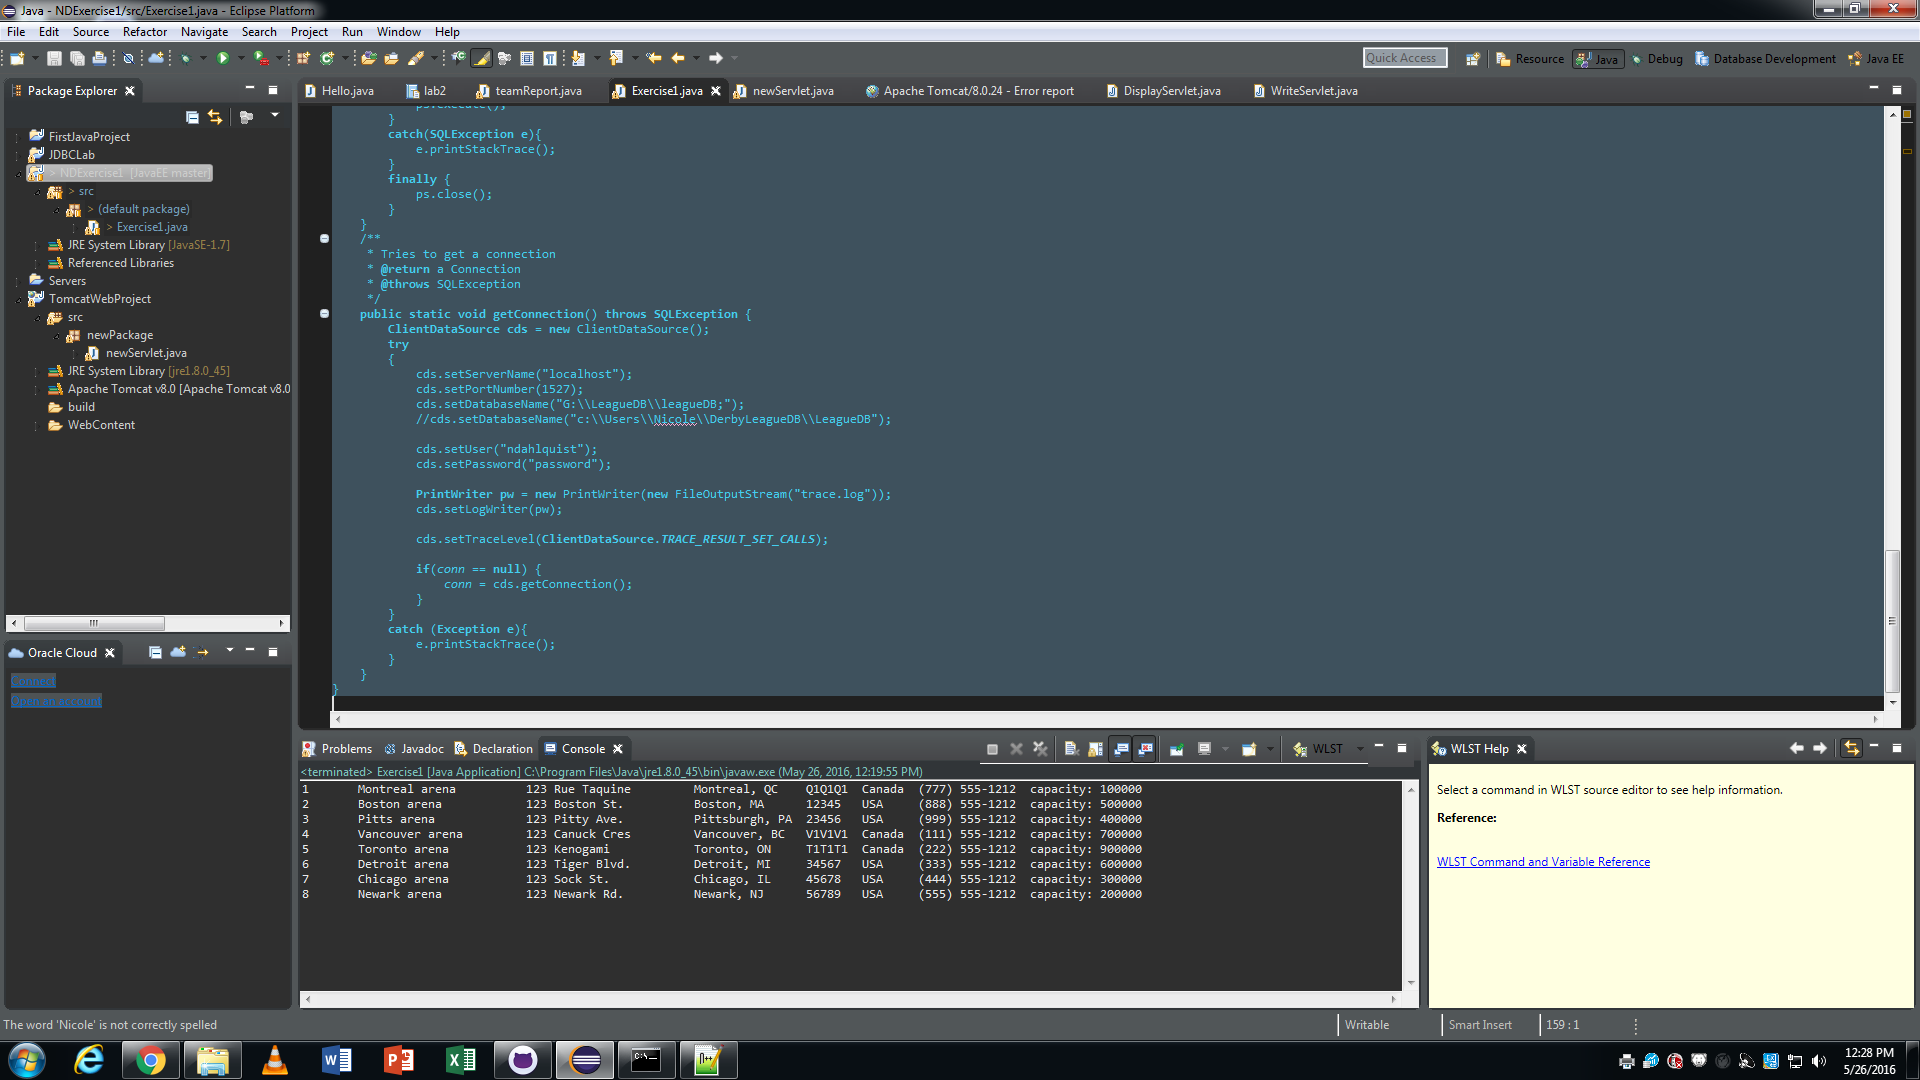 Java - NDExercise1/src/Exercise1.java - Eclipse Platform
File Edit Source Refactor Navigate Search Project Run Window Help
Quick Access Resource Java Debug Database Development Java EE
Package Explorer
Hello.java lab2 teamReport.java Exercise1.java newServlet.java Apache Tomcat/8.0.24 - Error report DisplayServlet.java WriteServlet.java
FirstJavaProject
JDBCLab
> NDExercise1 [JavaEE master]
> src
> (default package)
> Exercise1.java
JRE System Library [JavaSE-1.7]
Referenced Libraries
Servers
TomcatWebProject
src
newPackage
newServlet.java
JRE System Library [jre1.8.0_45]
Apache Tomcat v8.0 [Apache Tomcat v8.0
build
WebContent
ps.execute();
}
catch(SQLException e){
e.printStackTrace();
}
finally {
ps.close();
}
}
/**
* Tries to get a connection
* @return a Connection
* @throws SQLException
*/
public static void getConnection() throws SQLException {
ClientDataSource cds = new ClientDataSource();
try
{
cds.setServerName("localhost");
cds.setPortNumber(1527);
cds.setDatabaseName("G:\\LeagueDB\\leagueDB;");
//cds.setDatabaseName("c:\\Users\\Nicole\\DerbyLeagueDB\\LeagueDB");
cds.setUser("ndahlquist");
cds.setPassword("password");
PrintWriter pw = new PrintWriter(new FileOutputStream("trace.log"));
cds.setLogWriter(pw);
cds.setTraceLevel(ClientDataSource.TRACE_RESULT_SET_CALLS);
if(conn == null) {
conn = cds.getConnection();
}
}
catch (Exception e){
e.printStackTrace();
}
}
}
Oracle Cloud
Connect
Open an account
Problems Javadoc Declaration Console WLST
<terminated> Exercise1 [Java Application] C:\Program Files\Java\jre1.8.0_45\bin\javaw.exe (May 26, 2016, 12:19:55 PM)
1 Montreal arena 123 Rue Taquine Montreal, QC Q1Q1Q1 Canada (777) 555-1212 capacity: 100000
2 Boston arena 123 Boston St. Boston, MA 12345 USA (888) 555-1212 capacity: 500000
3 Pitts arena 123 Pitty Ave. Pittsburgh, PA 23456 USA (999) 555-1212 capacity: 400000
4 Vancouver arena 123 Canuck Cres Vancouver, BC V1V1V1 Canada (111) 555-1212 capacity: 700000
5 Toronto arena 123 Kenogami Toronto, ON T1T1T1 Canada (222) 555-1212 capacity: 900000
6 Detroit arena 123 Tiger Blvd. Detroit, MI 34567 USA (333) 555-1212 capacity: 600000
7 Chicago arena 123 Sock St. Chicago, IL 45678 USA (444) 555-1212 capacity: 300000
8 Newark arena 123 Newark Rd. Newark, NJ 56789 USA (555) 555-1212 capacity: 200000
WLST Help
Select a command in WLST source editor to see help information.
Reference:
WLST Command and Variable Reference
The word 'Nicole' is not correctly spelled
Writable Smart Insert 159 : 1
12:28 PM
5/26/2016